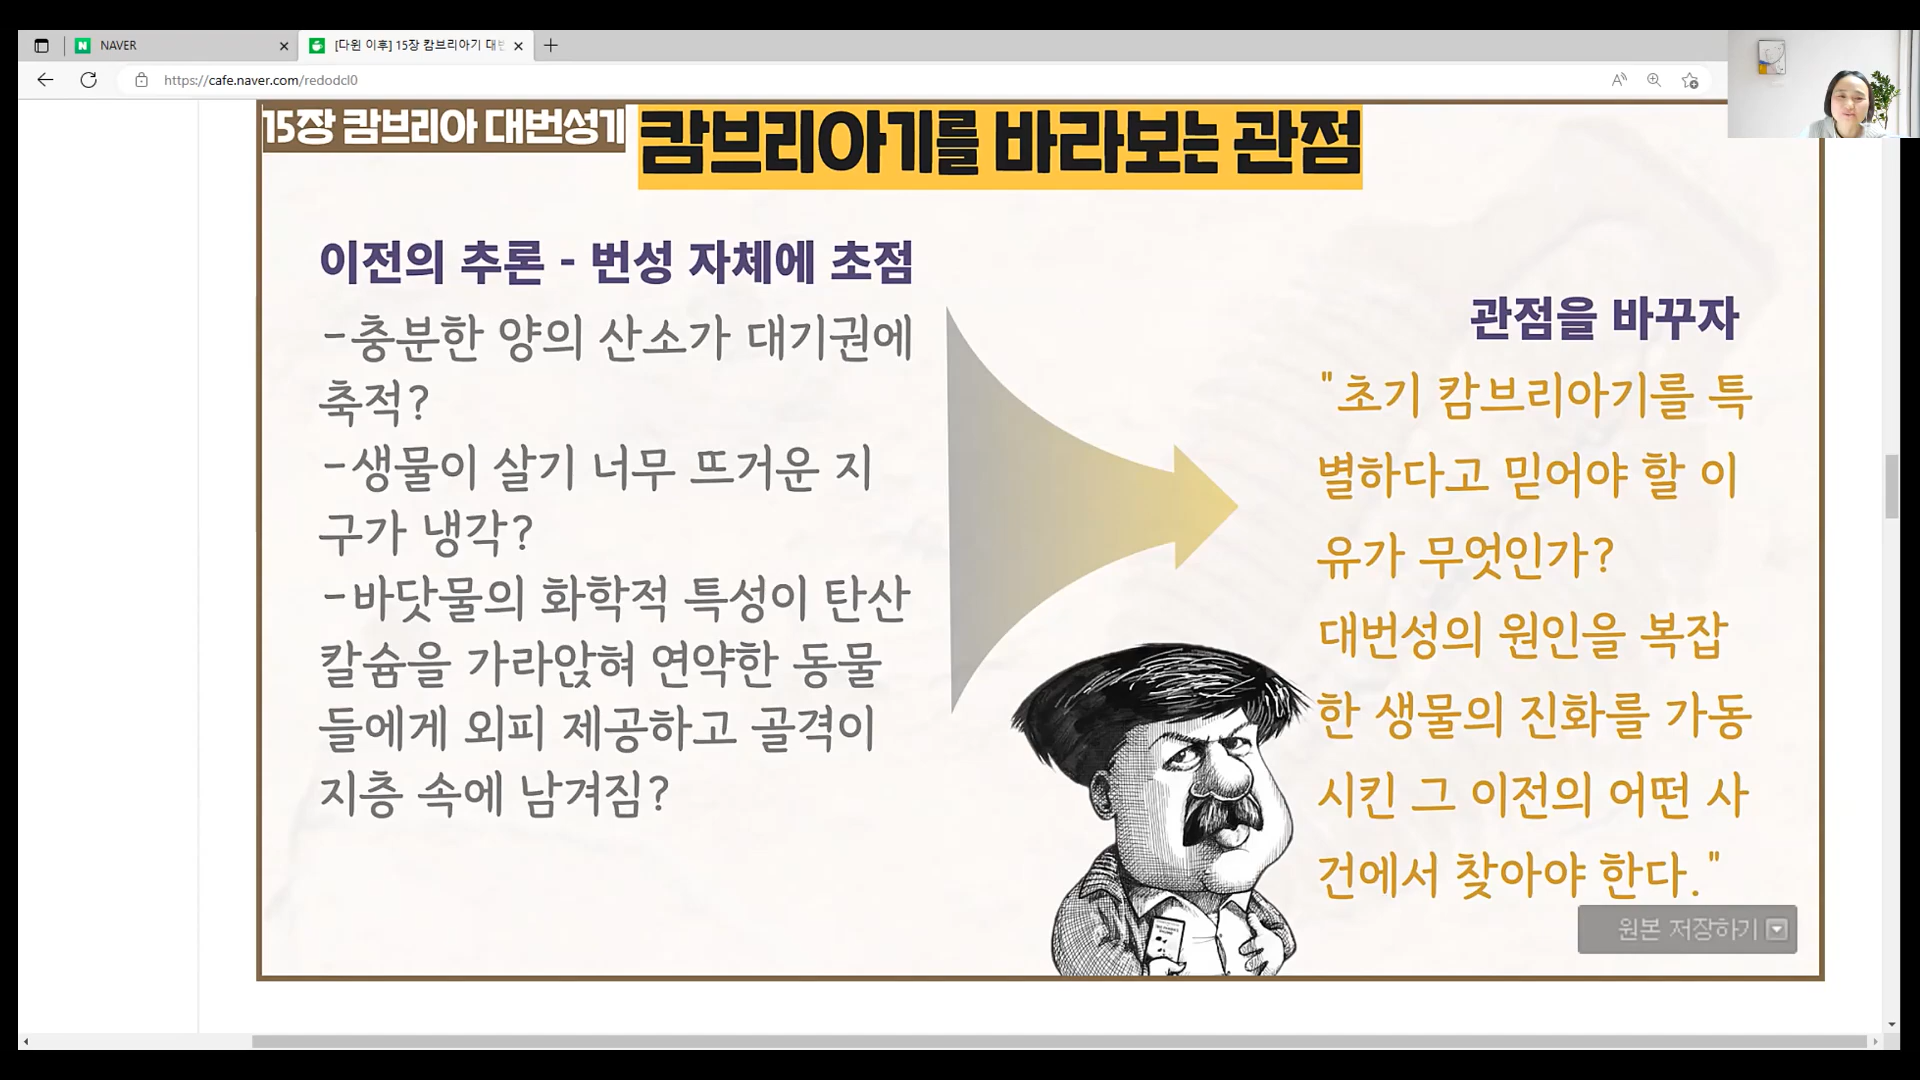 NAVER
[다윈 이후] 15장 캄브리아기 대번
https://cafe.naver.com/redodcl0
15장 캄브리아 대번성기
캄브리아기를 바라보는 관점
이전의 추론 - 번성 자체에 초점
-충분한 양의 산소가 대기권에
축적?
-생물이 살기 너무 뜨거운 지
구가 냉각?
-바닷물의 화학적 특성이 탄산
칼슘을 가라앉혀 연약한 동물
들에게 외피 제공하고 골격이
지층 속에 남겨짐?
관점을 바꾸자
"초기 캄브리아기를 특
별하다고 믿어야 할 이
유가 무엇인가?
대번성의 원인을 복잡
한 생물의 진화를 가동
시킨 그 이전의 어떤 사
건에서 찾아야 한다."
원본 저장하기